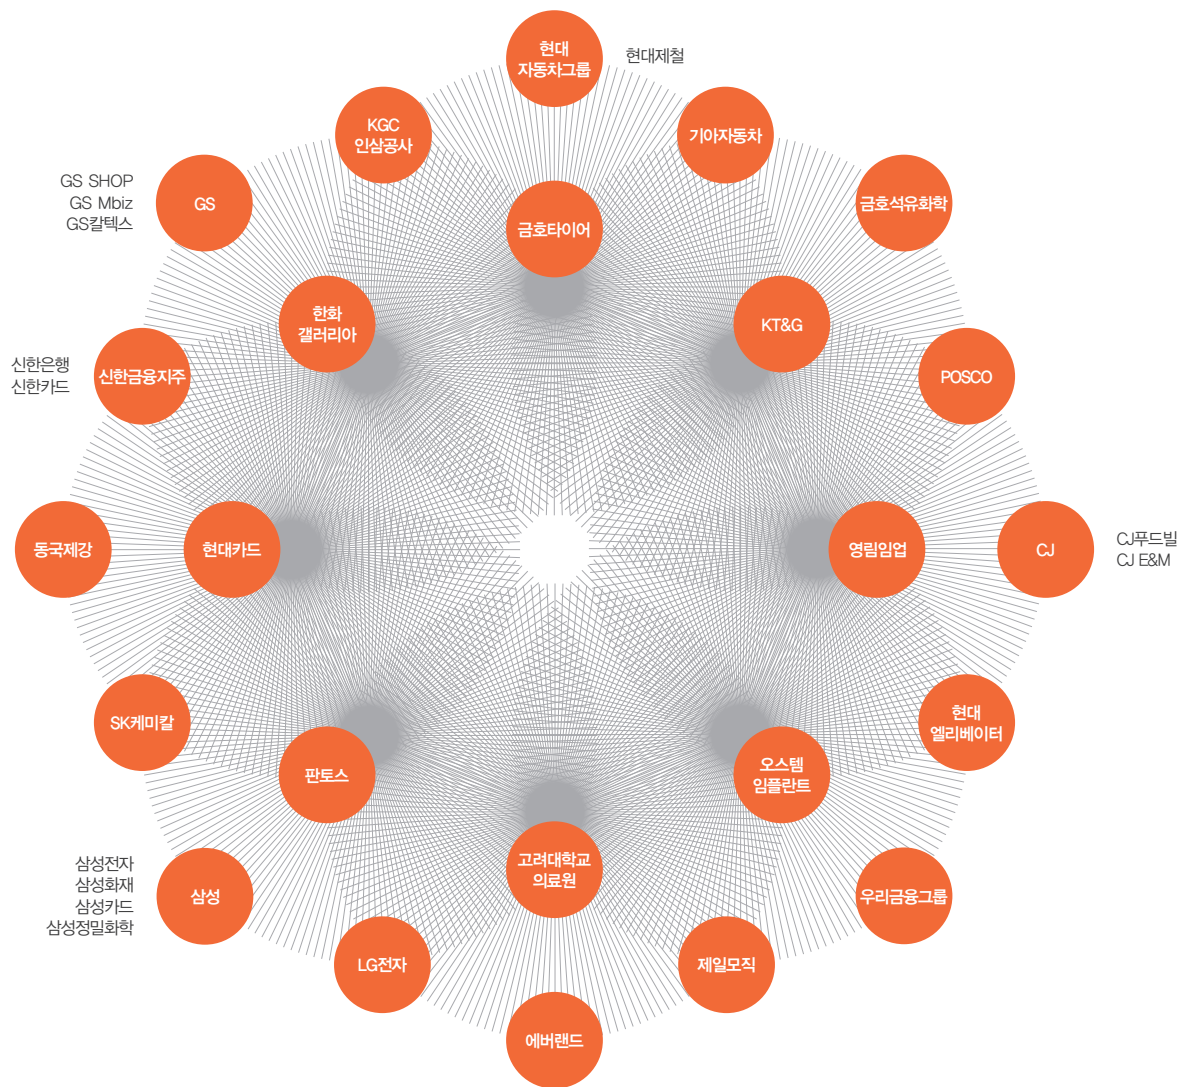 현대
자동차그룹
현대제철
KGC
인삼공사
기아자동차
GS SHOP
GS Mbiz
GS칼텍스
GS
금호타이어
금호석유화학
한화
갤러리아
KT&G
신한은행
신한카드
신한금융지주
POSCO
동국제강
현대카드
영림임업
CJ
CJ푸드빌
CJ E&M
SK케미칼
판토스
오스템
임플란트
현대
엘리베이터
삼성전자
삼성화재
삼성카드
삼성정밀화학
삼성
고려대학교
의료원
우리금융그룹
LG전자
제일모직
에버랜드